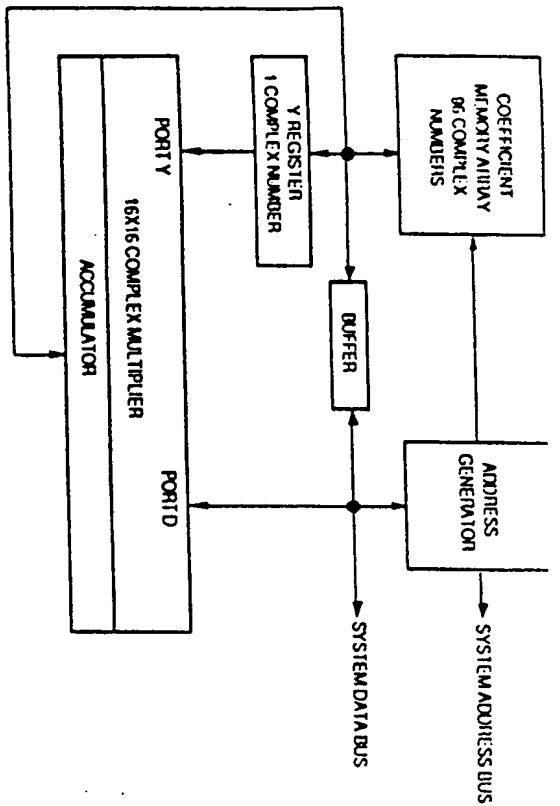 COEFFICIENT
MEMORY ARRAY
96 COMPLEX
NUMBERS
ADDRESS
GENERATOR
SYSTEM ADDRESS BUS
Y REGISTER
1 COMPLEX NUMBER
BUFFER
SYSTEM DATA BUS
PORT Y
PORT D
16X16 COMPLEX MULTIPLIER
ACCUMULATOR